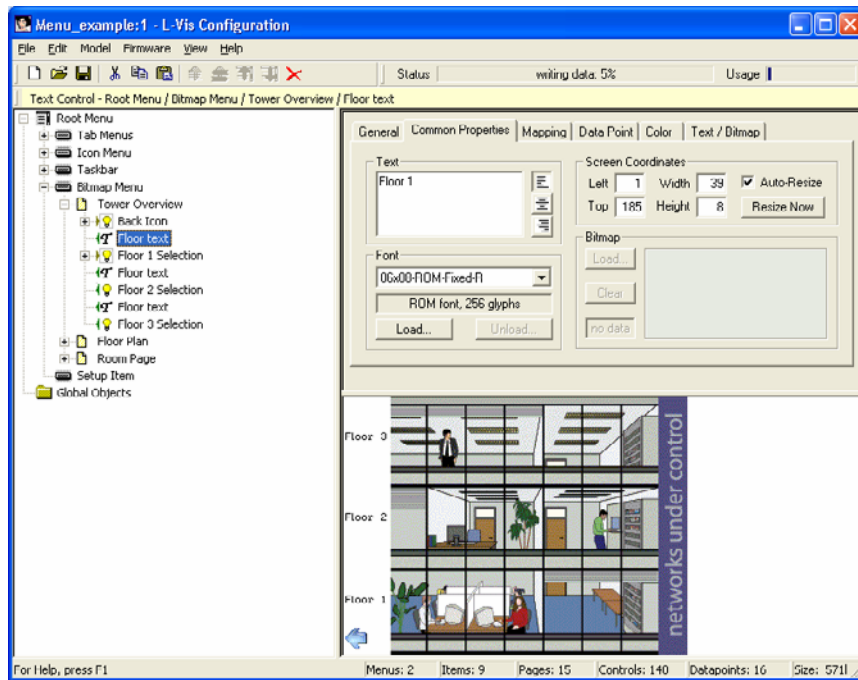 Menu_example:1 - L-Vis Configuration
File Edit Model Firmware View Help
Status writing data: 5% Usage
Text Control - Root Menu / Bitmap Menu / Tower Overview / Floor text
Root Menu
Tab Menus
Icon Menu
Taskbar
Bitmap Menu
Tower Overview
Back Icon
Floor text
Floor 1 Selection
Floor text
Floor 2 Selection
Floor text
Floor 3 Selection
Floor Plan
Room Page
Setup Item
Global Objects
General Common Properties Mapping Data Point Color Text / Bitmap
Text
Floor 1
Font
06x00-ROM-Fixed-R
ROM font, 256 glyphs
Load... Unload...
Screen Coordinates
Left 1 Width 39 Auto-Resize
Top 185 Height 8 Resize Now
Bitmap
Load...
Clear
no data
Floor 3
Floor 2
Floor 1
networks under control
For Help, press F1 Menus: 2 Items: 9 Pages: 15 Controls: 140 Datapoints: 16 Size: 571